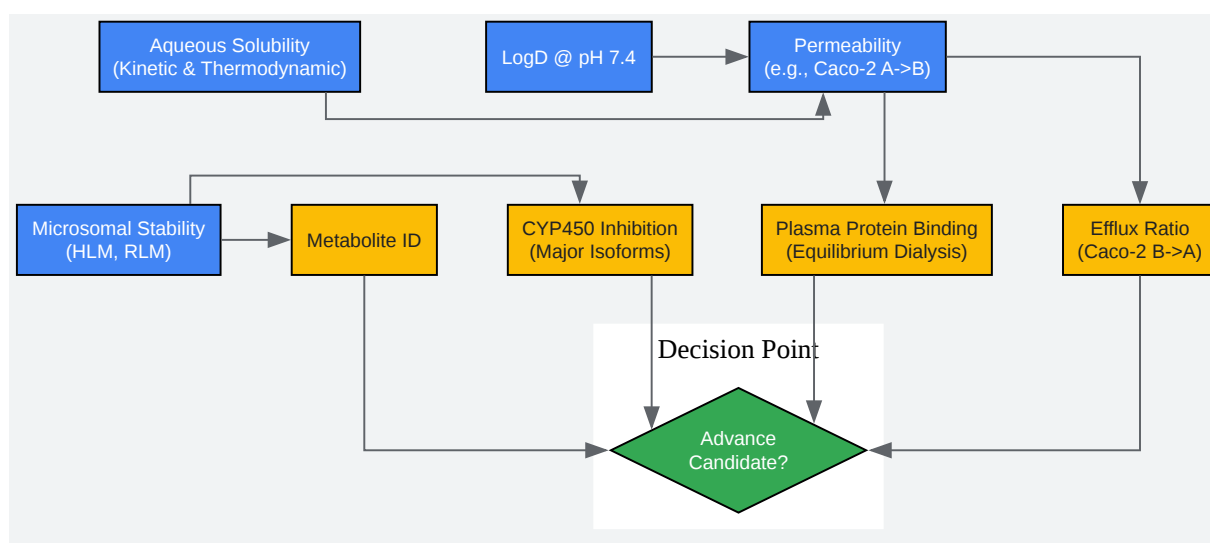 Aqueous Solubility
(Kinetic & Thermodynamic)
LogD @ pH 7.4
Permeability
(e.g., Caco-2 A->B)
Microsomal Stability
(HLM, RLM)
Metabolite ID
CYP450 Inhibition
(Major Isoforms)
Plasma Protein Binding
(Equilibrium Dialysis)
Efflux Ratio
(Caco-2 B->A)
Decision Point
Advance
Candidate?